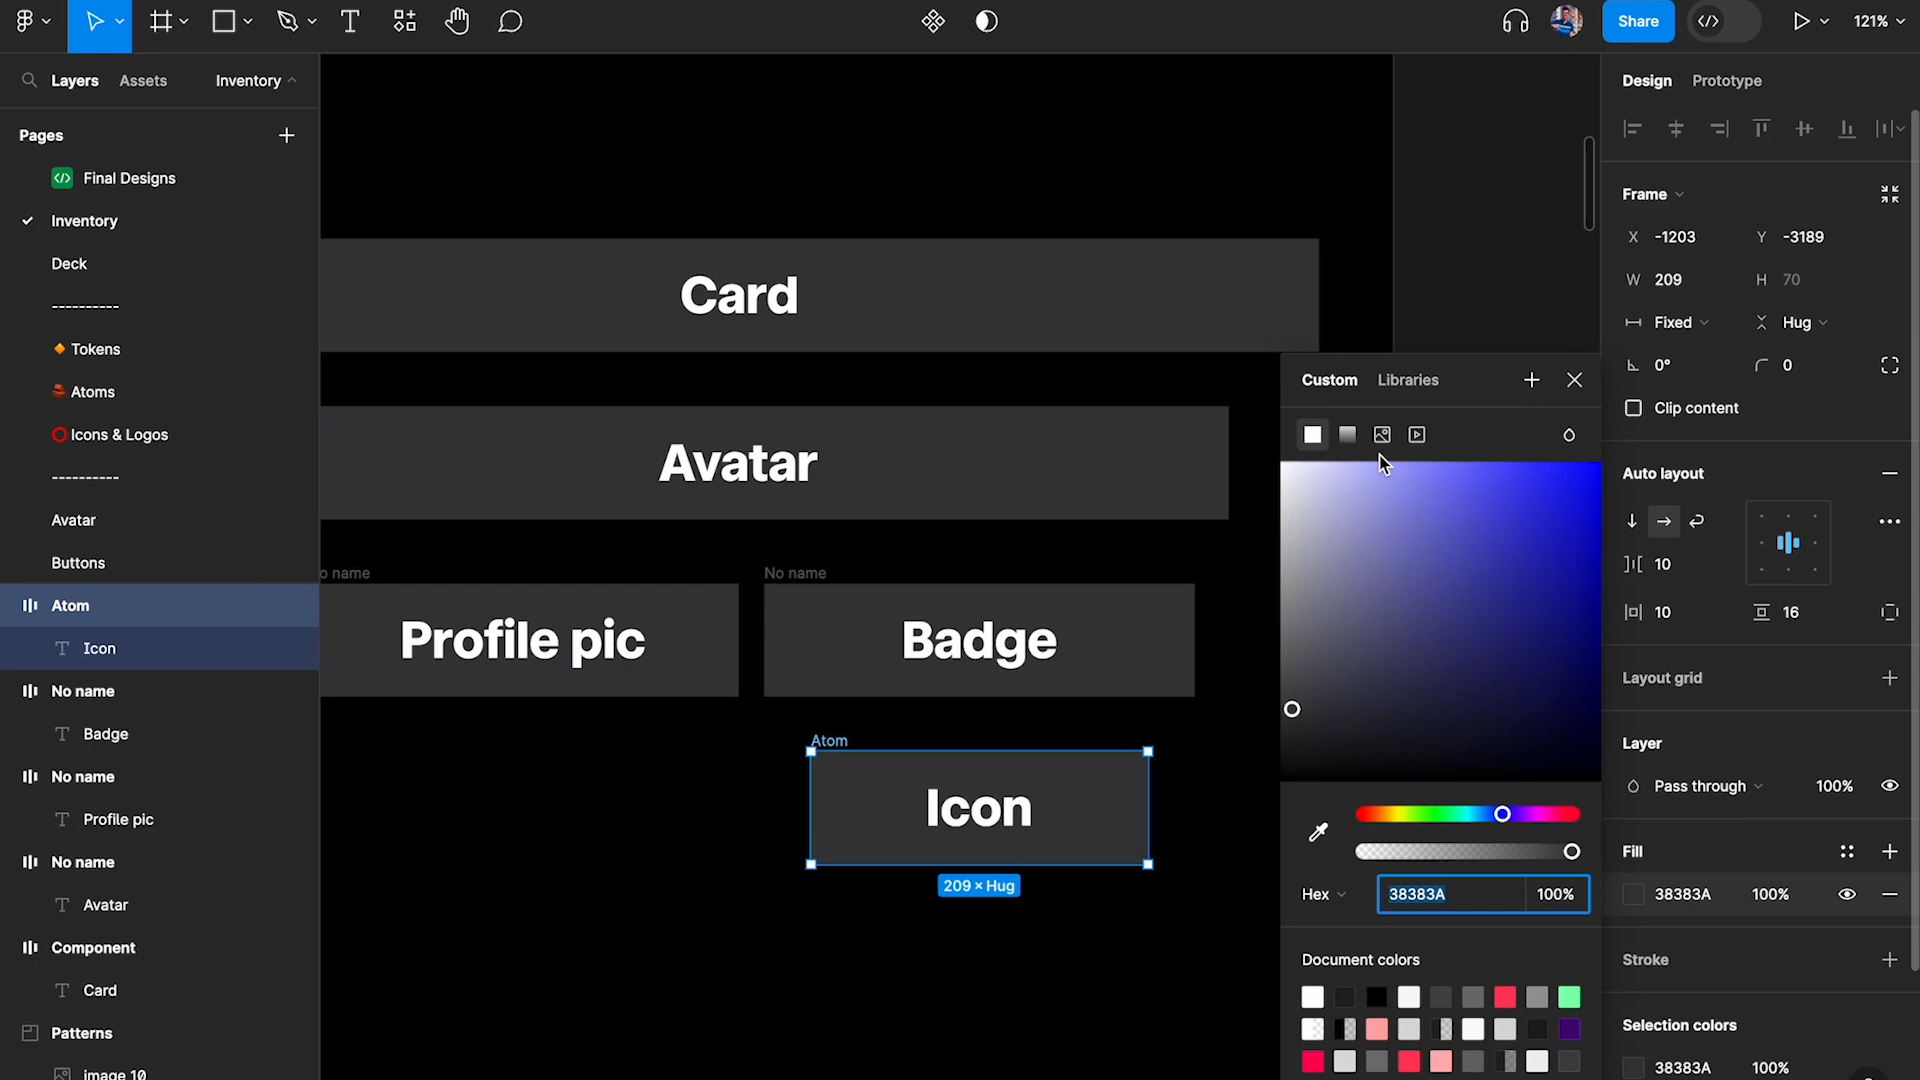 Share
121%
Layers
Assets
Inventory
Pages
Final Designs
Inventory
Deck
----------
Tokens
Atoms
Icons & Logos
----------
Avatar
Buttons
Atom
Icon
No name
Badge
No name
Profile pic
No name
Avatar
Component
Card
Patterns
image 10
Card
Avatar
o name
No name
Profile pic
Badge
Atom
Icon
209 × Hug
Custom
Libraries
Hex
38383A
100%
Document colors
Design
Prototype
Frame
X -1203
Y -3189
W 209
H 70
Fixed
Hug
0°
0
Clip content
Auto layout
10
10
16
Layout grid
Layer
Pass through
100%
Fill
38383A
100%
Stroke
Selection colors
38383A
100%